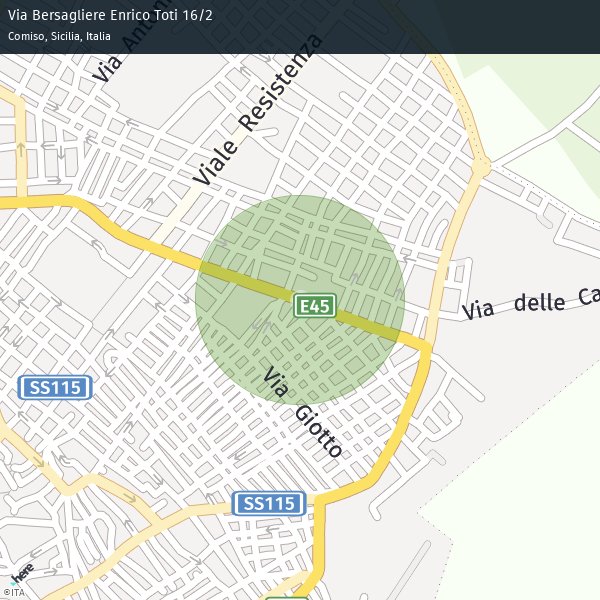 Via Bersagliere Enrico Toti 16/2
Comiso, Sicilia, Italia
Via Anton
Viale Resistenza
Via delle Ca
E45
SS115
Via Giotto
SS115
here
©ITA